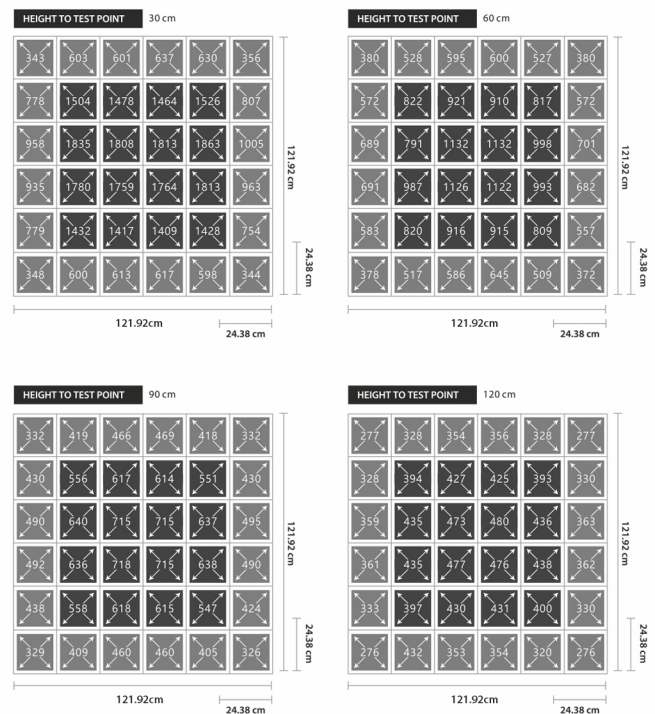 HEIGHT TO TEST POINT 30 cm
343 603 601 637 630 356
778 1504 1478 1464 1526 807
958 1835 1808 1813 1863 1005
935 1780 1759 1764 1813 963
779 1432 1417 1409 1428 754
348 600 613 617 598 344
121.92 cm
24.38 cm
121.92cm
24.38 cm
HEIGHT TO TEST POINT 60 cm
380 528 595 600 527 380
572 822 921 910 817 572
689 791 1132 1132 998 701
691 987 1126 1122 993 682
583 820 916 915 809 557
378 517 586 645 509 372
121.92 cm
24.38 cm
121.92cm
24.38 cm
HEIGHT TO TEST POINT 90 cm
332 419 466 469 418 332
430 556 617 614 551 430
490 640 715 715 637 495
492 636 718 715 638 490
438 558 618 615 547 424
329 409 460 460 405 326
121.92 cm
24.38 cm
121.92cm
24.38 cm
HEIGHT TO TEST POINT 120 cm
277 328 354 356 328 277
328 394 427 425 393 330
359 435 473 480 436 363
361 435 477 476 438 362
333 397 430 431 400 330
276 432 353 354 320 276
121.92 cm
24.38 cm
121.92cm
24.38 cm